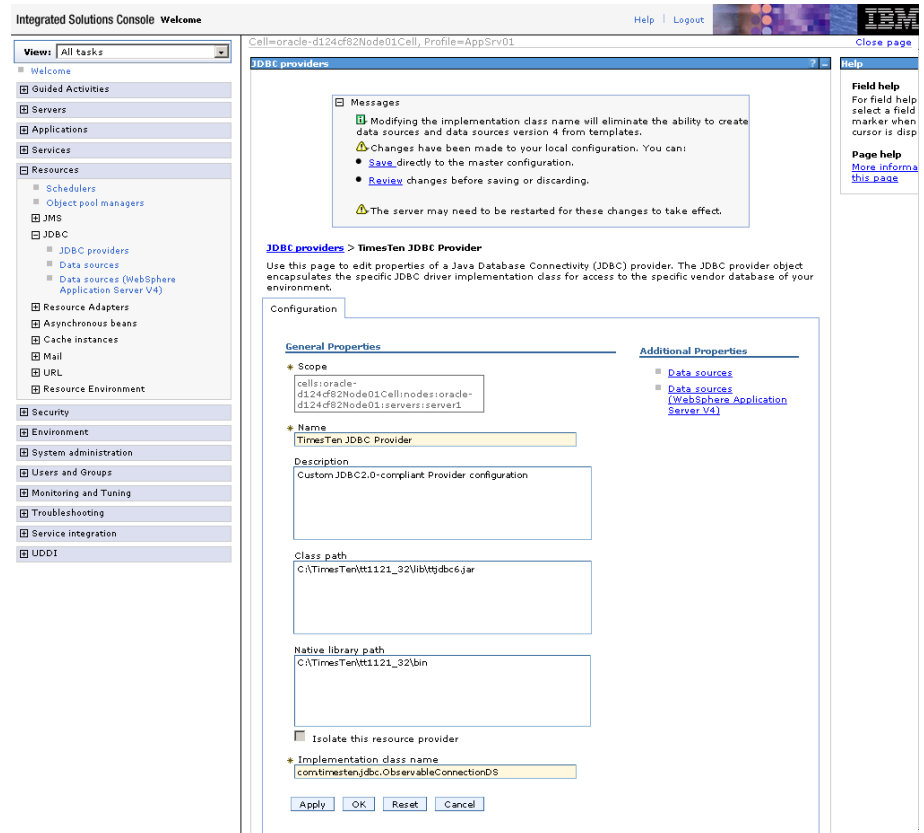 Integrated Solutions Console Welcome
Help | Logout
IBM
View: All tasks
Welcome
Guided Activities
Servers
Applications
Services
Resources
Schedulers
Object pool managers
JMS
JDBC
JDBC providers
Data sources
Data sources (WebSphere
Application Server V4)
Resource Adapters
Asynchronous beans
Cache instances
Mail
URL
Resource Environment
Security
Environment
System administration
Users and Groups
Monitoring and Tuning
Troubleshooting
Service integration
UDDI
Cell=oracle-d124cf82Node01Cell, Profile=AppSrv01
Close page
JDBC providers
? _
Messages
Modifying the implementation class name will eliminate the ability to create
data sources and data sources version 4 from templates.
Changes have been made to your local configuration. You can:
• Save directly to the master configuration.
• Review changes before saving or discarding.
The server may need to be restarted for these changes to take effect.
JDBC providers > TimesTen JDBC Provider
Use this page to edit properties of a Java Database Connectivity (JDBC) provider. The JDBC provider object
encapsulates the specific JDBC driver implementation class for access to the specific vendor database of your
environment.
Configuration
General Properties
* Scope
cells:oracle-
d124cf82Node01Cell:nodes:oracle-
d124cf82Node01:servers:server1
* Name
TimesTen JDBC Provider
Description
Custom JDBC2.0-compliant Provider configuration
Class path
C:\TimesTen\tt1121_32\lib\ttjdbc6.jar
Native library path
C:\TimesTen\tt1121_32\bin
Isolate this resource provider
* Implementation class name
com.timesten.jdbc.ObservableConnectionDS
Apply OK Reset Cancel
Additional Properties
Data sources
Data sources
(WebSphere Application
Server V4)
Help
Field help
For field help
select a field
marker when
cursor is disp
Page help
More informa
this page